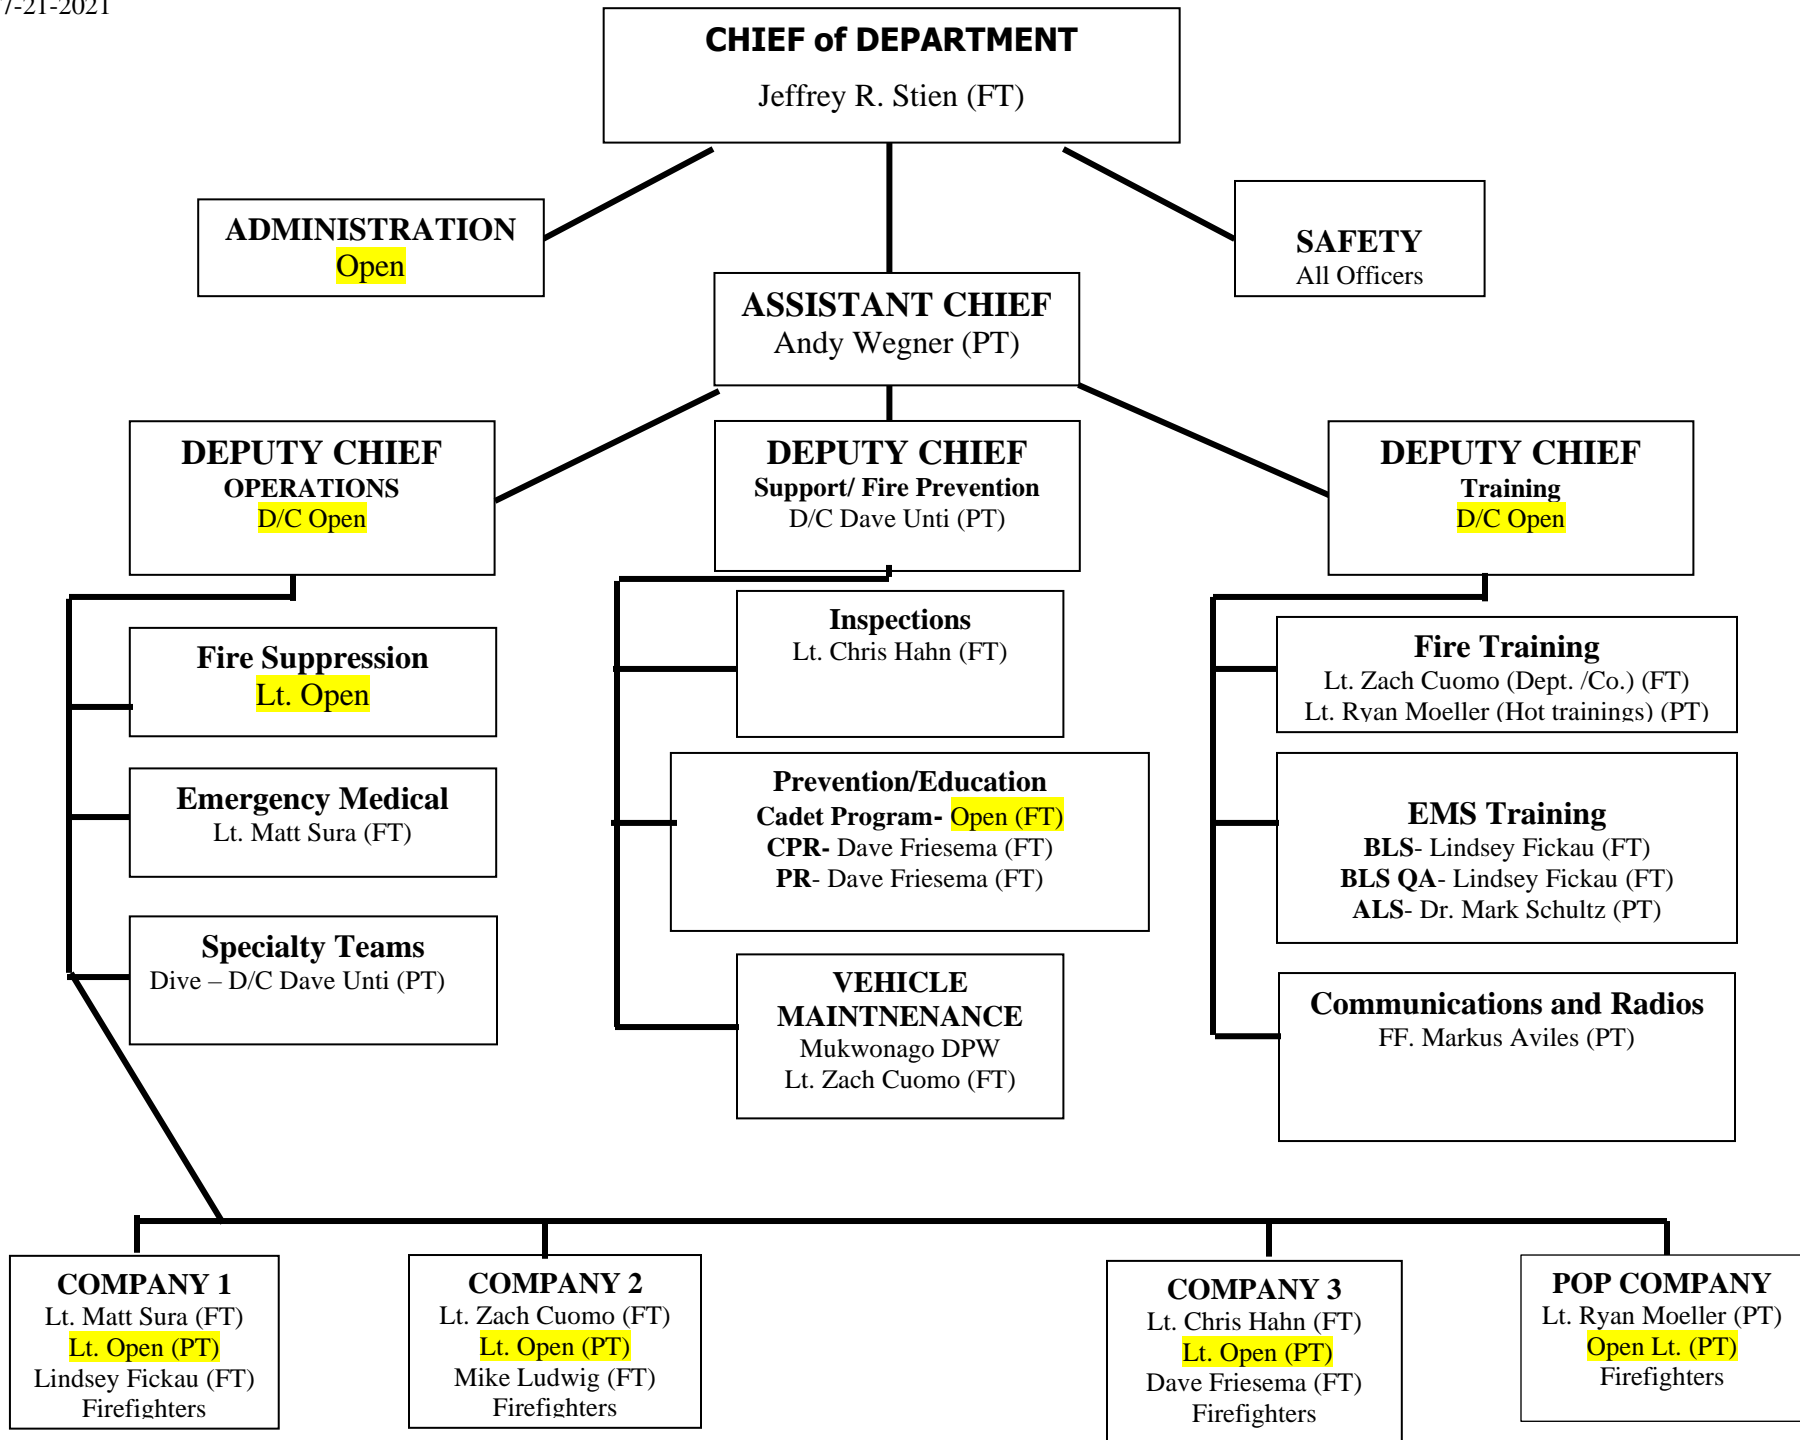 7-21-2021
CHIEF of DEPARTMENT
Jeffrey R. Stien (FT)
ADMINISTRATION
Open
SAFETY
All Officers
ASSISTANT CHIEF
Andy Wegner (PT)
DEPUTY CHIEF
OPERATIONS
D/C Open
DEPUTY CHIEF
Support/ Fire Prevention
D/C Dave Unti (PT)
DEPUTY CHIEF
Training
D/C Open
Fire Suppression
Lt. Open
Emergency Medical
Lt. Matt Sura (FT)
Specialty Teams
Dive – D/C Dave Unti (PT)
Inspections
Lt. Chris Hahn (FT)
Prevention/Education
Cadet Program- Open (FT)
CPR- Dave Friesema (FT)
PR- Dave Friesema (FT)
VEHICLE
MAINTNENANCE
Mukwonago DPW
Lt. Zach Cuomo (FT)
Fire Training
Lt. Zach Cuomo (Dept. /Co.) (FT)
Lt. Ryan Moeller (Hot trainings) (PT)
EMS Training
BLS- Lindsey Fickau (FT)
BLS QA- Lindsey Fickau (FT)
ALS- Dr. Mark Schultz (PT)
Communications and Radios
FF. Markus Aviles (PT)
COMPANY 1
Lt. Matt Sura (FT)
Lt. Open (PT)
Lindsey Fickau (FT)
Firefighters
COMPANY 2
Lt. Zach Cuomo (FT)
Lt. Open (PT)
Mike Ludwig (FT)
Firefighters
COMPANY 3
Lt. Chris Hahn (FT)
Lt. Open (PT)
Dave Friesema (FT)
Firefighters
POP COMPANY
Lt. Ryan Moeller (PT)
Open Lt. (PT)
Firefighters